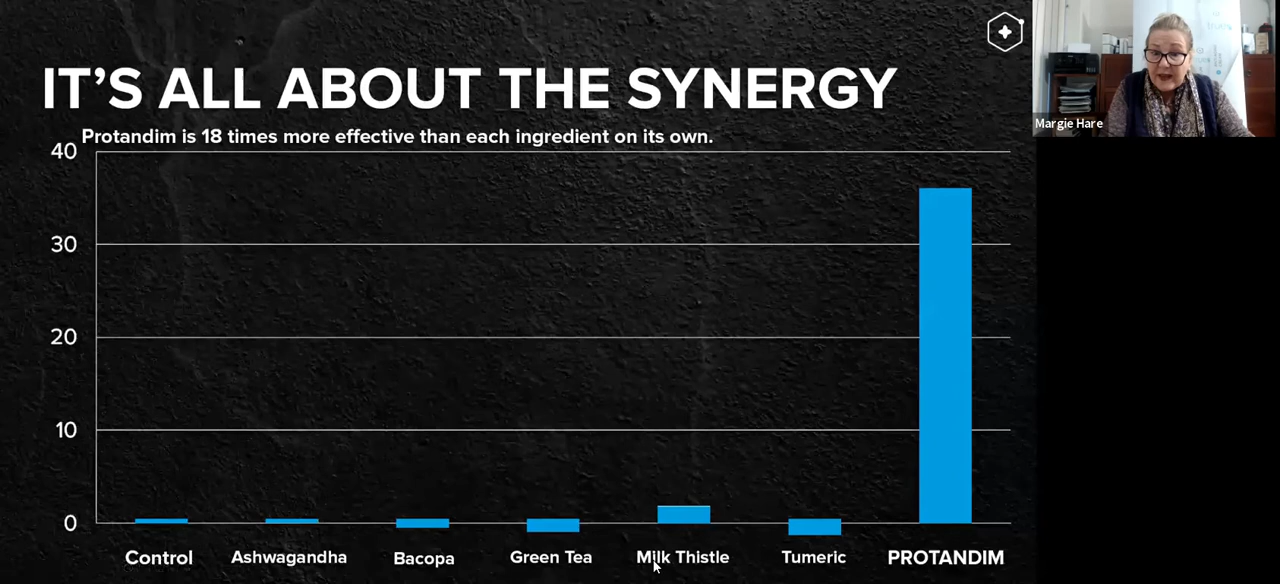 IT'S ALL ABOUT THE SYNERGY
Protandim is 18 times more effective than each ingredient on its own.
40
30
20
10
0
Control Ashwagandha Bacopa Green Tea Milk Thistle Tumeric PROTANDIM
Margie Hare